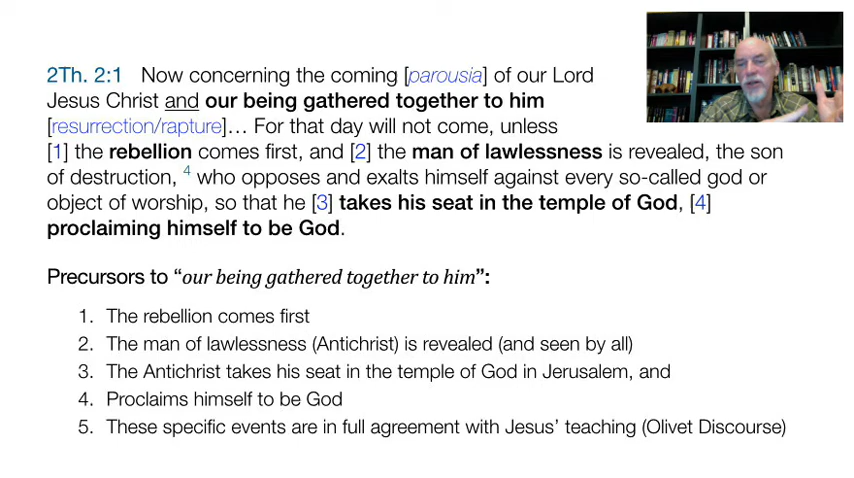 2Th. 2:1 Now concerning the coming [parousia] of our Lord
Jesus Christ and our being gathered together to him
[resurrection/rapture]… For that day will not come, unless
[1] the rebellion comes first, and [2] the man of lawlessness is revealed, the son
of destruction, 4 who opposes and exalts himself against every so-called god or
object of worship, so that he [3] takes his seat in the temple of God, [4]
proclaiming himself to be God.
Precursors to “our being gathered together to him”:
1. The rebellion comes first
2. The man of lawlessness (Antichrist) is revealed (and seen by all)
3. The Antichrist takes his seat in the temple of God in Jerusalem, and
4. Proclaims himself to be God
5. These specific events are in full agreement with Jesus’ teaching (Olivet Discourse)